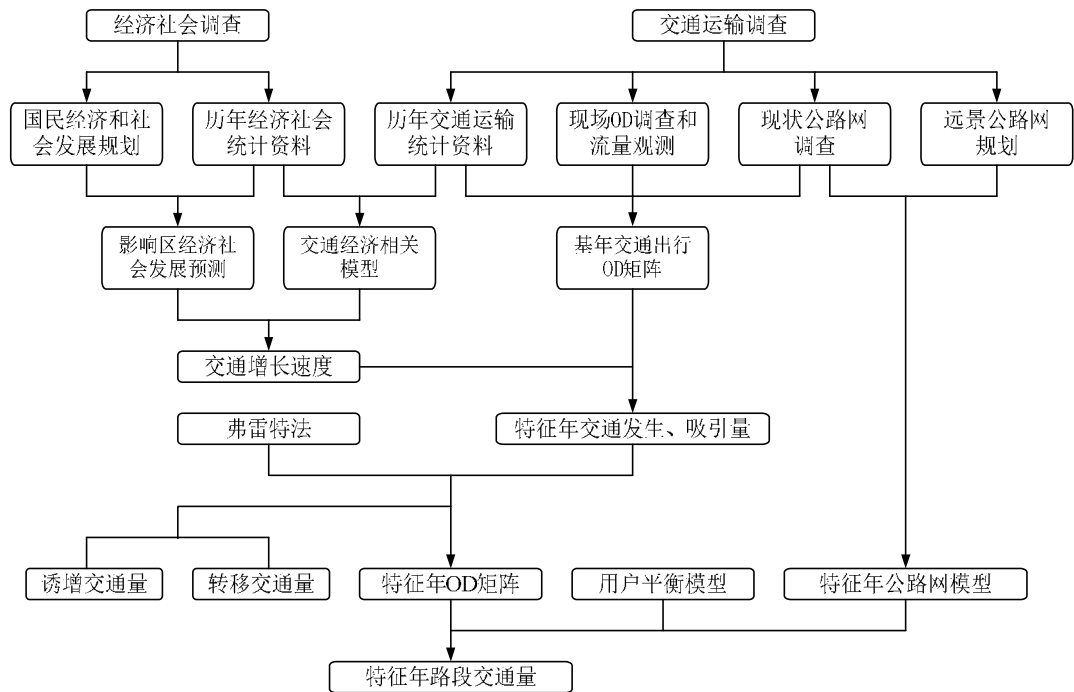 经济社会调查
交通运输调查
国民经济和社
会发展规划
历年经济社会
统计资料
历年交通运输
统计资料
现场OD调查和
流量观测
现状公路网
调查
远景公路网
规划
影响区经济社
会发展预测
交通经济相关
模型
基年交通出行
OD矩阵
交通增长速度
弗雷特法
特征年交通发生、吸引量
诱增交通量
转移交通量
特征年OD矩阵
用户平衡模型
特征年公路网模型
特征年路段交通量